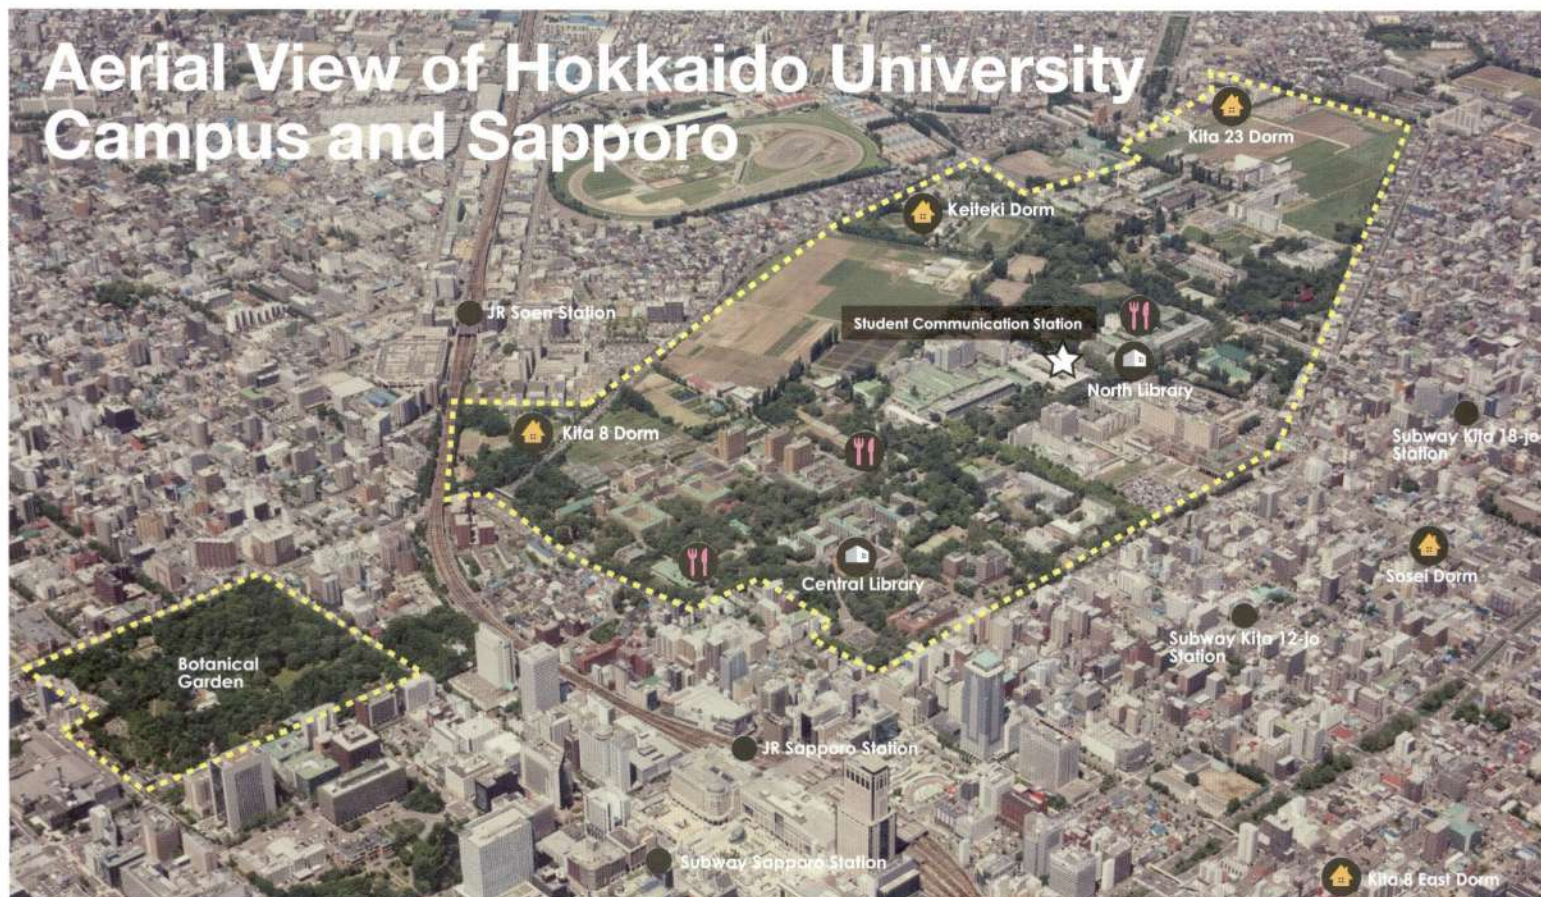 Aerial View of Hokkaido University
Campus and Sapporo
Kita 23 Dorm
Keiteki Dorm
JR Soen Station
Student Communication Station
North Library
Kita 8 Dorm
Subway Kita 18-jo
Station
Central Library
Sosei Dorm
Subway Kita 12-jo
Station
Botanical
Garden
JR Sapporo Station
Subway Sapporo Station
Kita 8 East Dorm